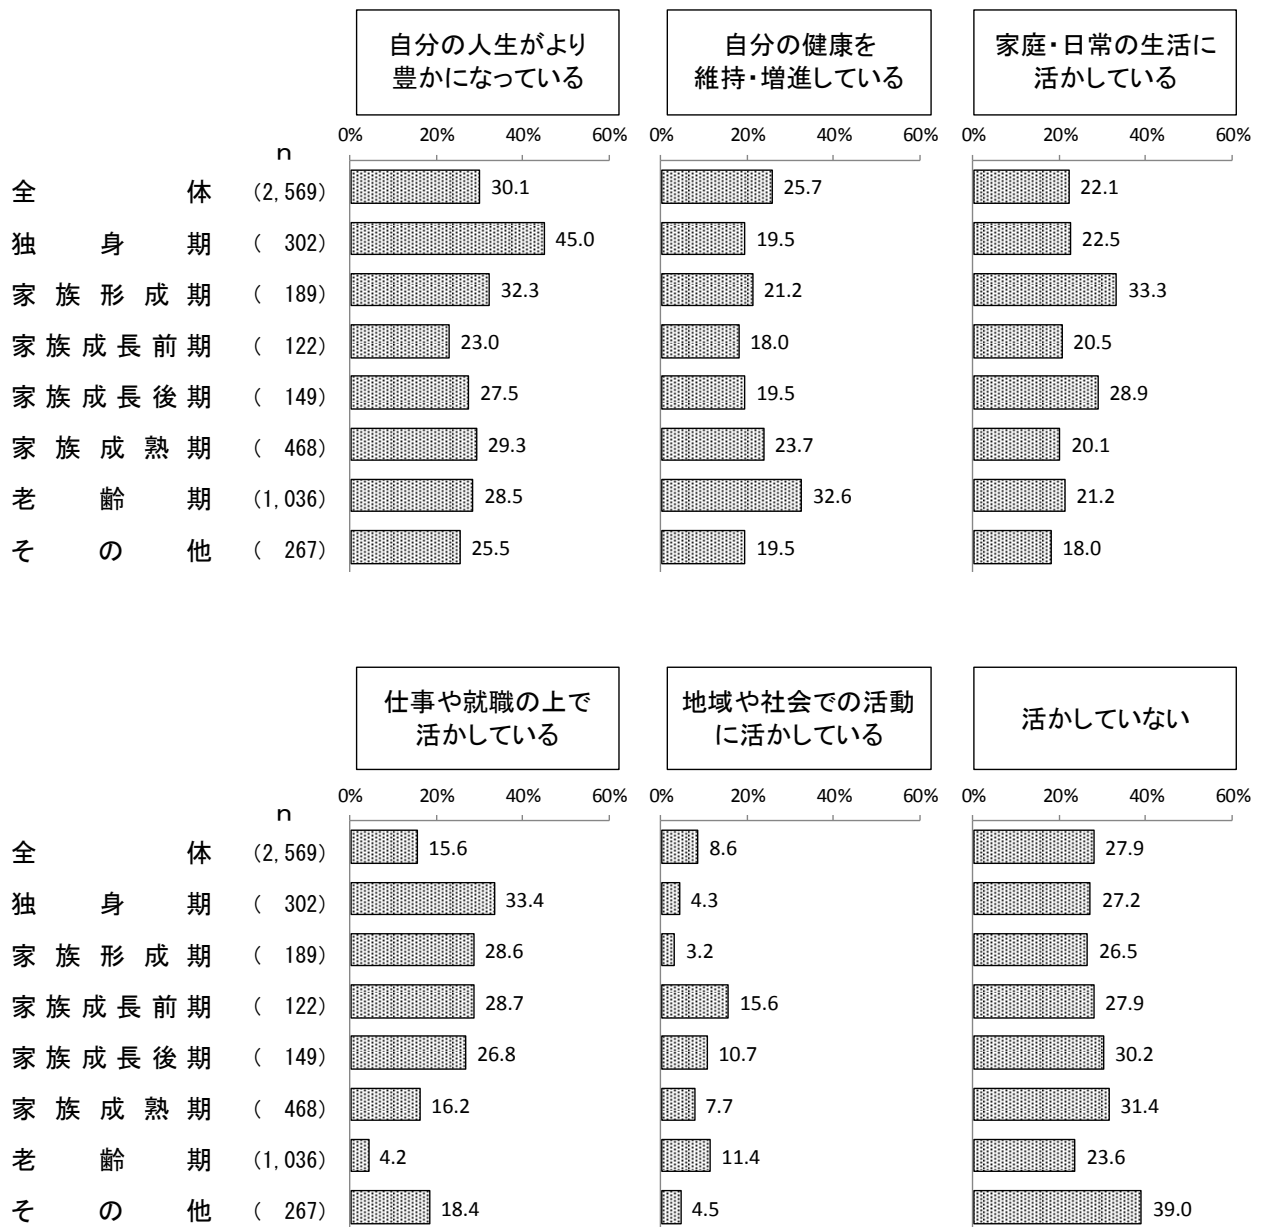 自分の人生がより
豊かになっている
自分の健康を
維持・増進している
家庭・日常の生活に
活かしている
0% 20% 40% 60% 0% 20% 40% 60% 0% 20% 40% 60%
n
全体 (2,569) 30.1 25.7 22.1
独身期 ( 302) 45.0 19.5 22.5
家族形成期 ( 189) 32.3 21.2 33.3
家族成長前期 ( 122) 23.0 18.0 20.5
家族成長後期 ( 149) 27.5 19.5 28.9
家族成熟期 ( 468) 29.3 23.7 20.1
老齢期 (1,036) 28.5 32.6 21.2
その他 ( 267) 25.5 19.5 18.0
仕事や就職の上で
活かしている
地域や社会での活動
に活かしている
活かしていない
0% 20% 40% 60% 0% 20% 40% 60% 0% 20% 40% 60%
n
全体 (2,569) 15.6 8.6 27.9
独身期 ( 302) 33.4 4.3 27.2
家族形成期 ( 189) 28.6 3.2 26.5
家族成長前期 ( 122) 28.7 15.6 27.9
家族成長後期 ( 149) 26.8 10.7 30.2
家族成熟期 ( 468) 16.2 7.7 31.4
老齢期 (1,036) 4.2 11.4 23.6
その他 ( 267) 18.4 4.5 39.0